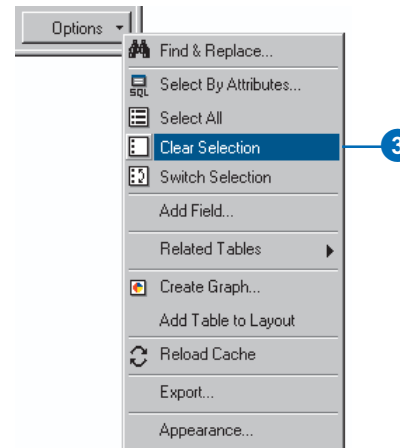 Options
Find & Replace...
SQL
Select By Attributes...
Select All
Clear Selection
3
Switch Selection
Add Field...
Related Tables
Create Graph...
Add Table to Layout
Reload Cache
Export...
Appearance...